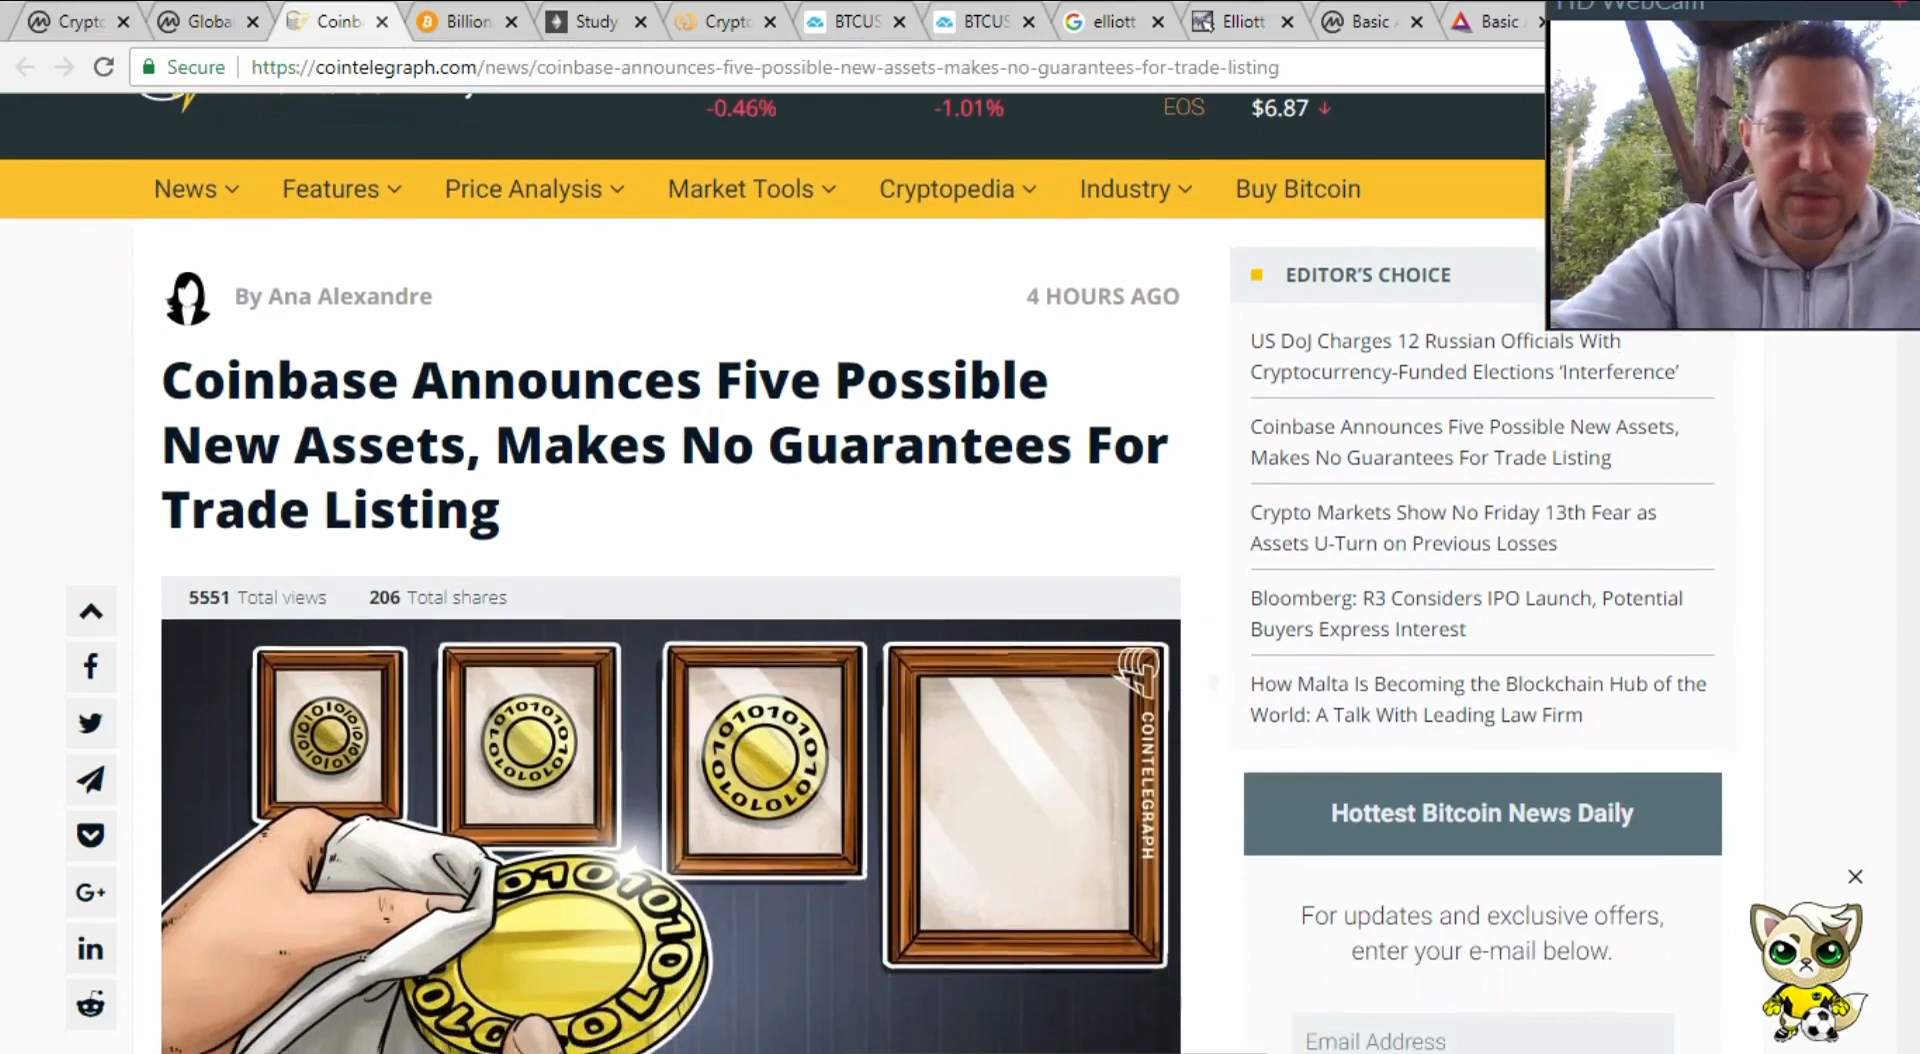 Crypto
Global
Coinb
Billion
Study
Crypto
BTCUS
BTCUS
elliott
Elliott
Basic
Basic
HD WebCam
Secure
https://cointelegraph.com/news/coinbase-announces-five-possible-new-assets-makes-no-guarantees-for-trade-listing
-0.46% -1.01% EOS $6.87
News Features Price Analysis Market Tools Cryptopedia Industry Buy Bitcoin
By Ana Alexandre
4 HOURS AGO
Coinbase Announces Five Possible
New Assets, Makes No Guarantees For
Trade Listing
5551 Total views 206 Total shares
COINTELEGRAPH
EDITOR'S CHOICE
US DoJ Charges 12 Russian Officials With
Cryptocurrency-Funded Elections ‘Interference’
Coinbase Announces Five Possible New Assets,
Makes No Guarantees For Trade Listing
Crypto Markets Show No Friday 13th Fear as
Assets U-Turn on Previous Losses
Bloomberg: R3 Considers IPO Launch, Potential
Buyers Express Interest
How Malta Is Becoming the Blockchain Hub of the
World: A Talk With Leading Law Firm
Hottest Bitcoin News Daily
For updates and exclusive offers,
enter your e-mail below.
Email Address